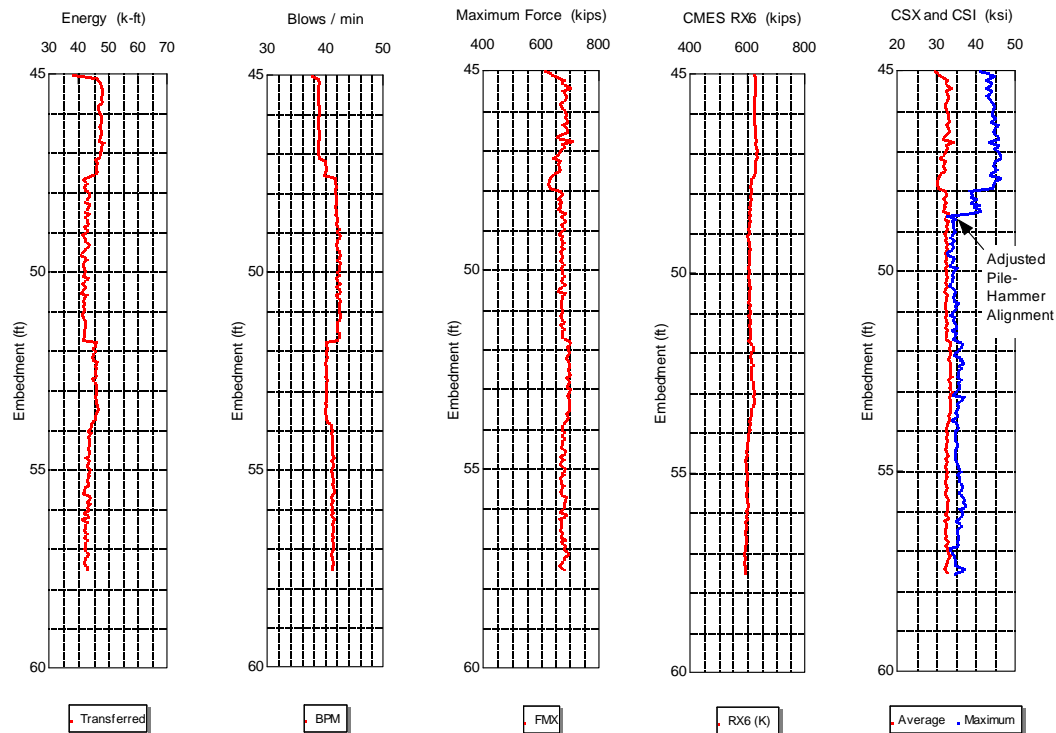 Energy (k-ft)
30 40 50 60 70
45
50
55
60
Embedment (ft)
Transferred
Blows / min
30 40 50
45
50
55
60
Embedment (ft)
BPM
Maximum Force (kips)
400 600 800
45
50
55
60
Embedment (ft)
FMX
CMES RX6 (kips)
400 600 800
45
50
55
60
Embedment (ft)
RX6 (K)
CSX and CSI (ksi)
20 30 40 50
45
50
55
60
Embedment (ft)
Adjusted
Pile-
Hammer
Alignment
Average Maximum